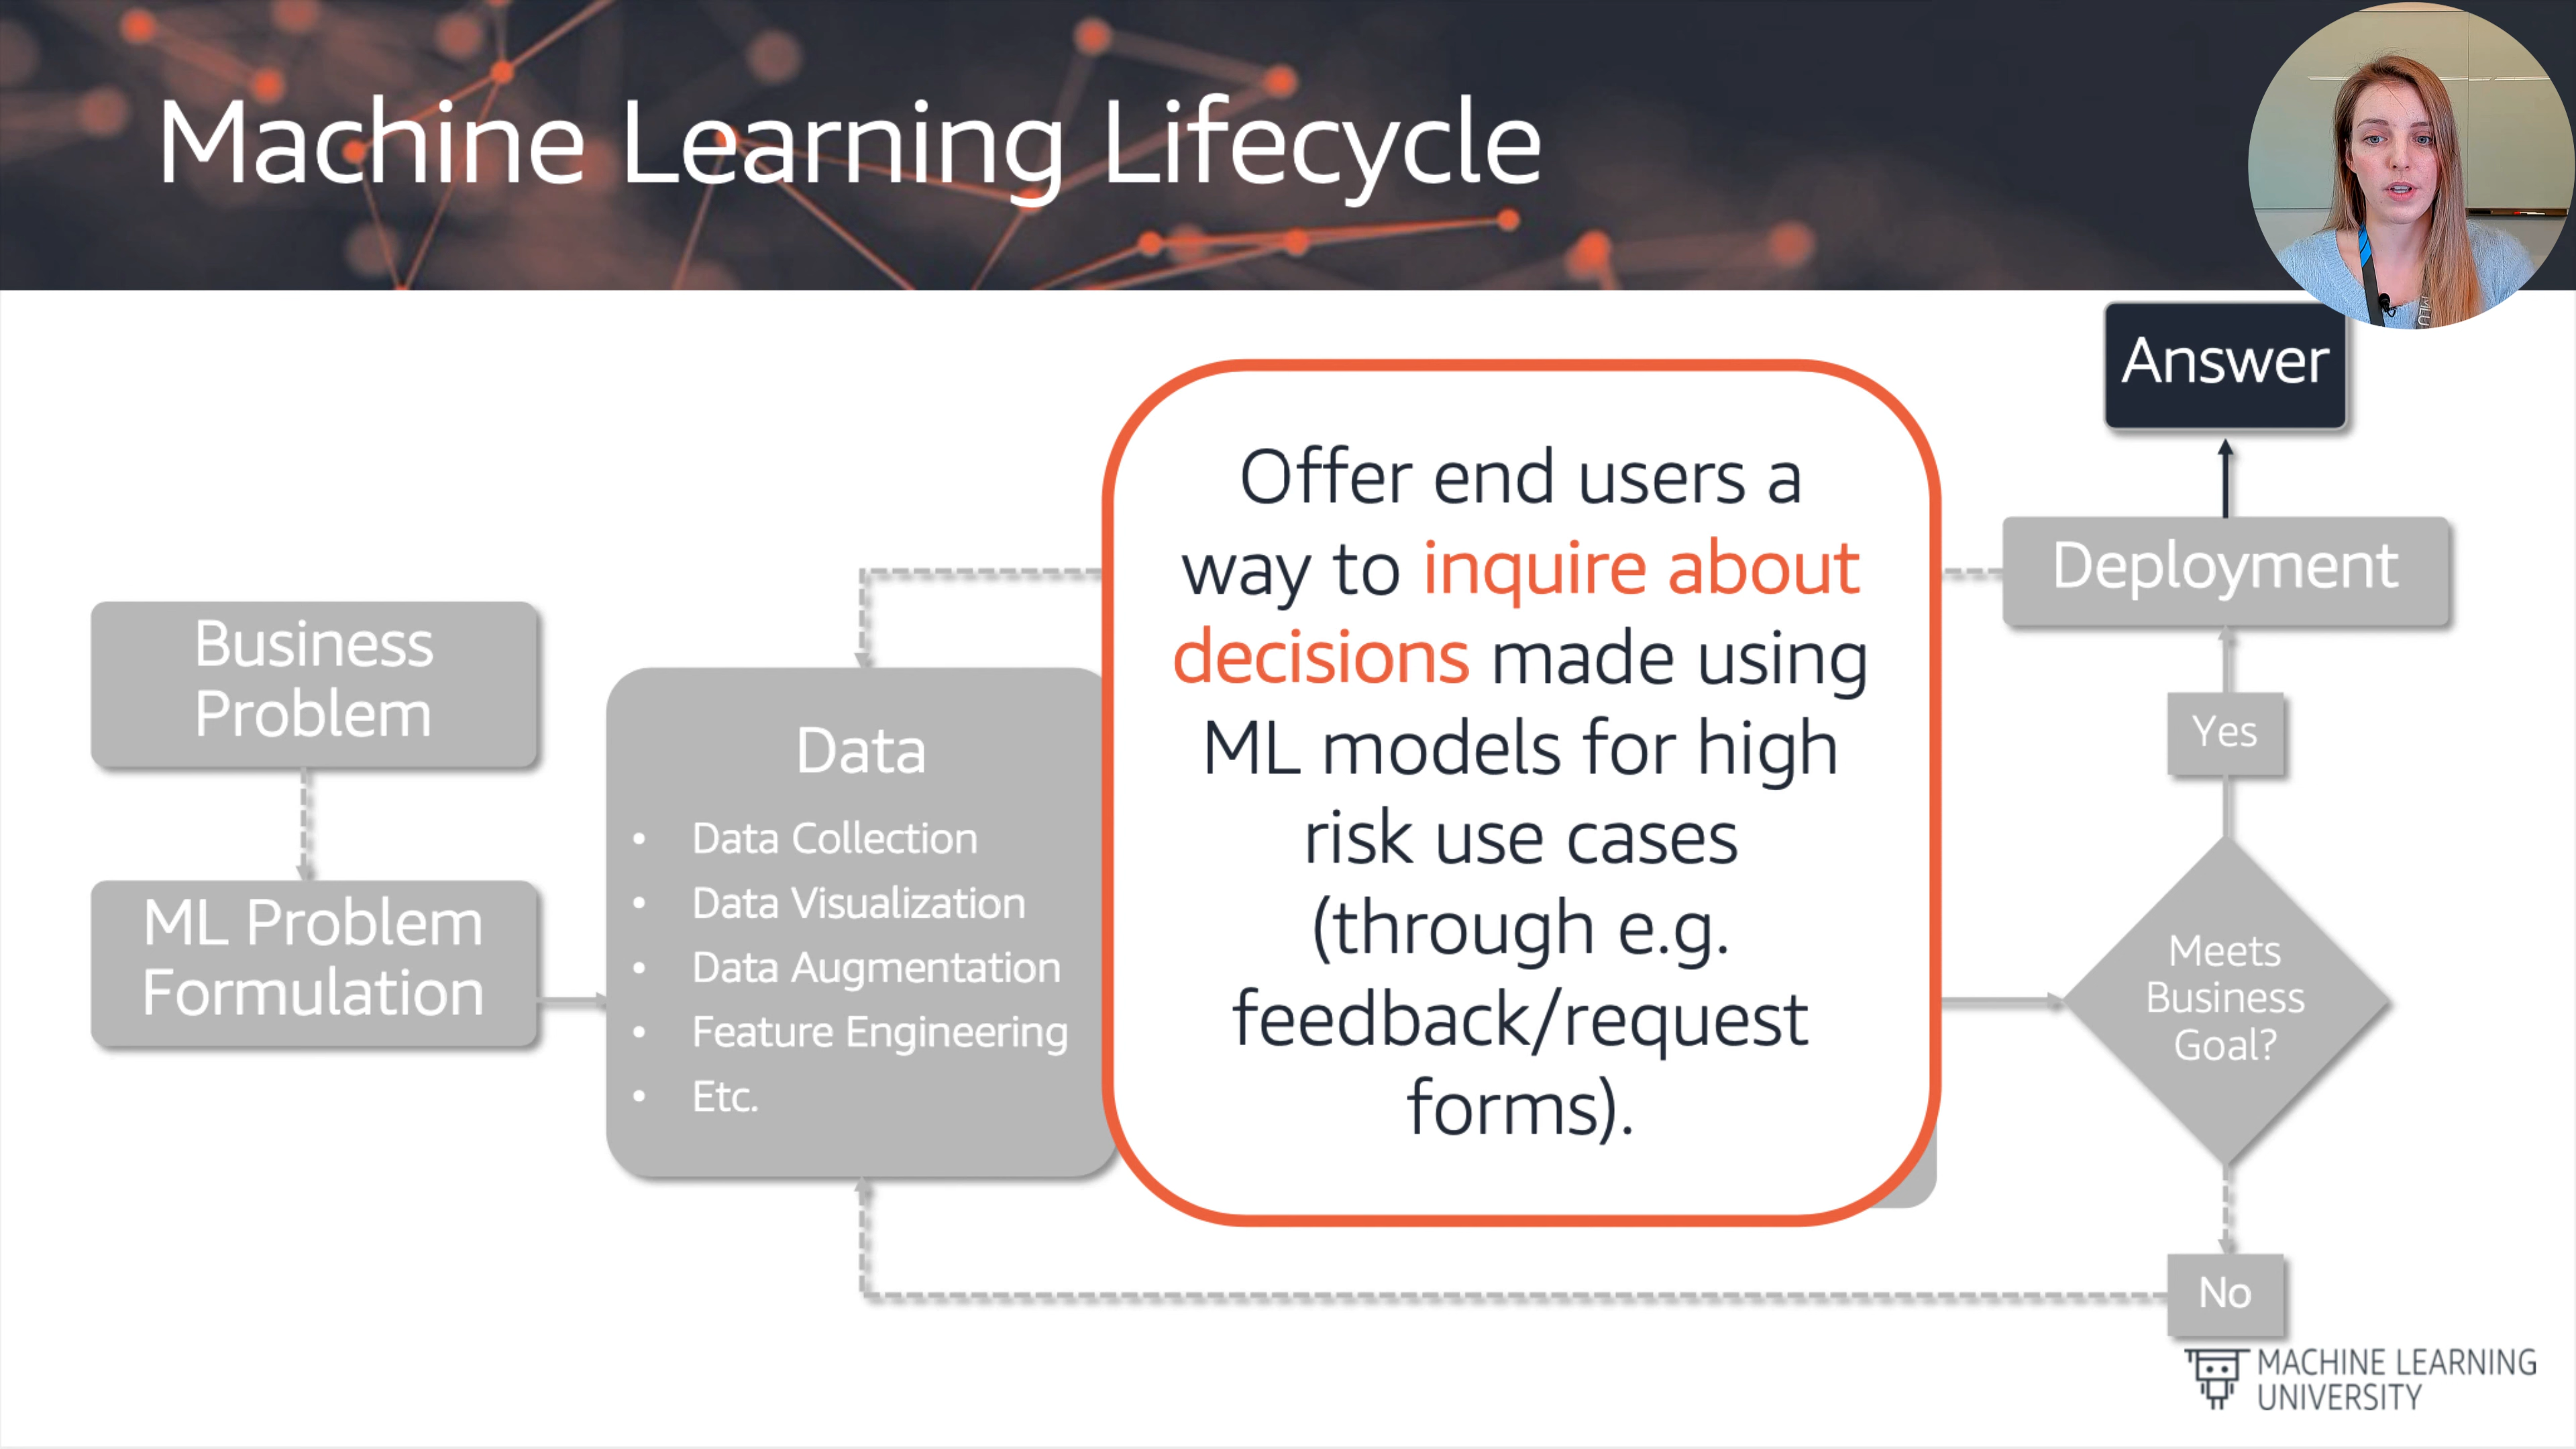 Machine Learning Lifecycle
Business
Problem
ML Problem
Formulation
Data
• Data Collection
• Data Visualization
• Data Augmentation
• Feature Engineering
• Etc.
Offer end users a
way to inquire about
decisions made using
ML models for high
risk use cases
(through e.g.
feedback/request
forms).
Answer
Deployment
Yes
Meets
Business
Goal?
No
MACHINE LEARNING
UNIVERSITY
MLU